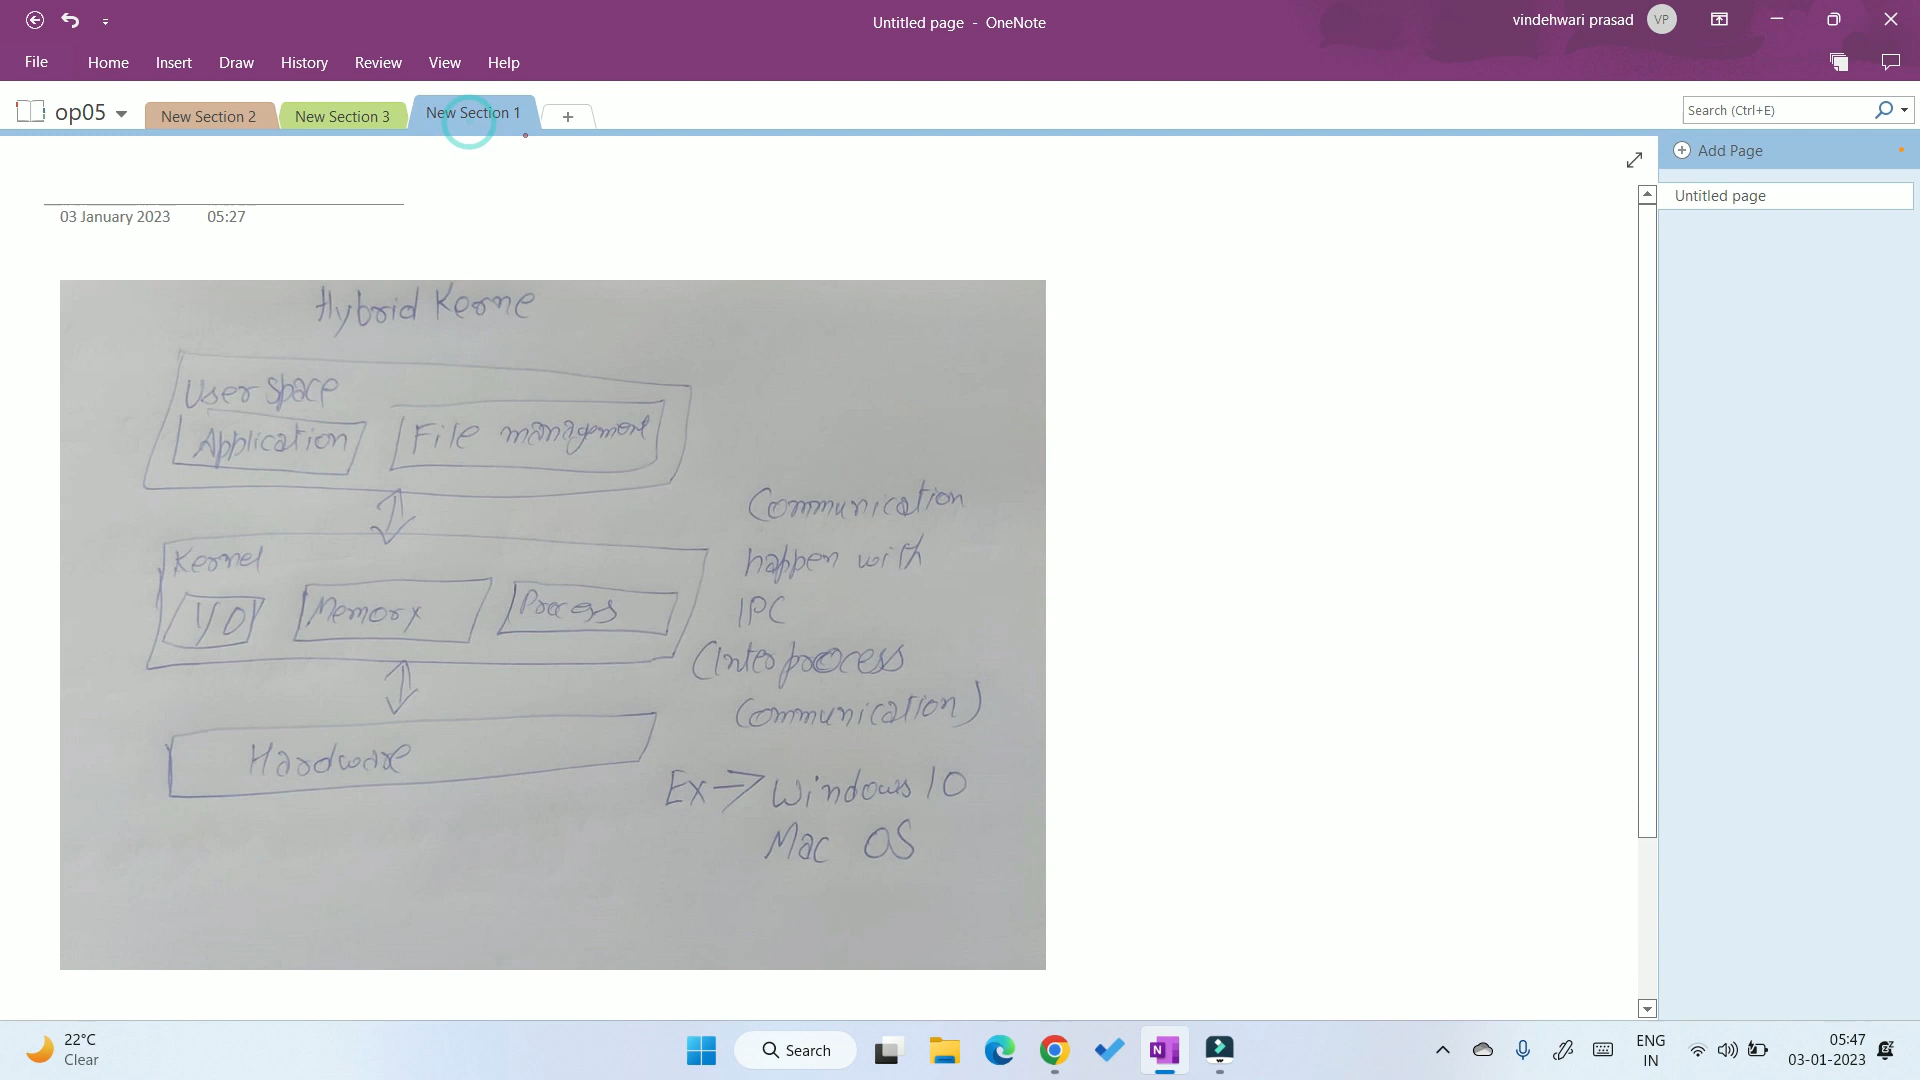 Untitled page - OneNote
vindehwari prasad
VP
File
Home
Insert
Draw
History
Review
View
Help
op05
New Section 2
New Section 3
New Section 1
Search (Ctrl+E)
Add Page
Untitled page
03 January 2023 05:27
Hybrid Kerne
User space
Application
File management
Kernel
I/O
Memory
Process
Hardware
Communication
happen with
IPC
(Interprocess
Communication)
Ex → Windows 10
Mac OS
22°C
Clear
Search
ENG
IN
05:47
03-01-2023